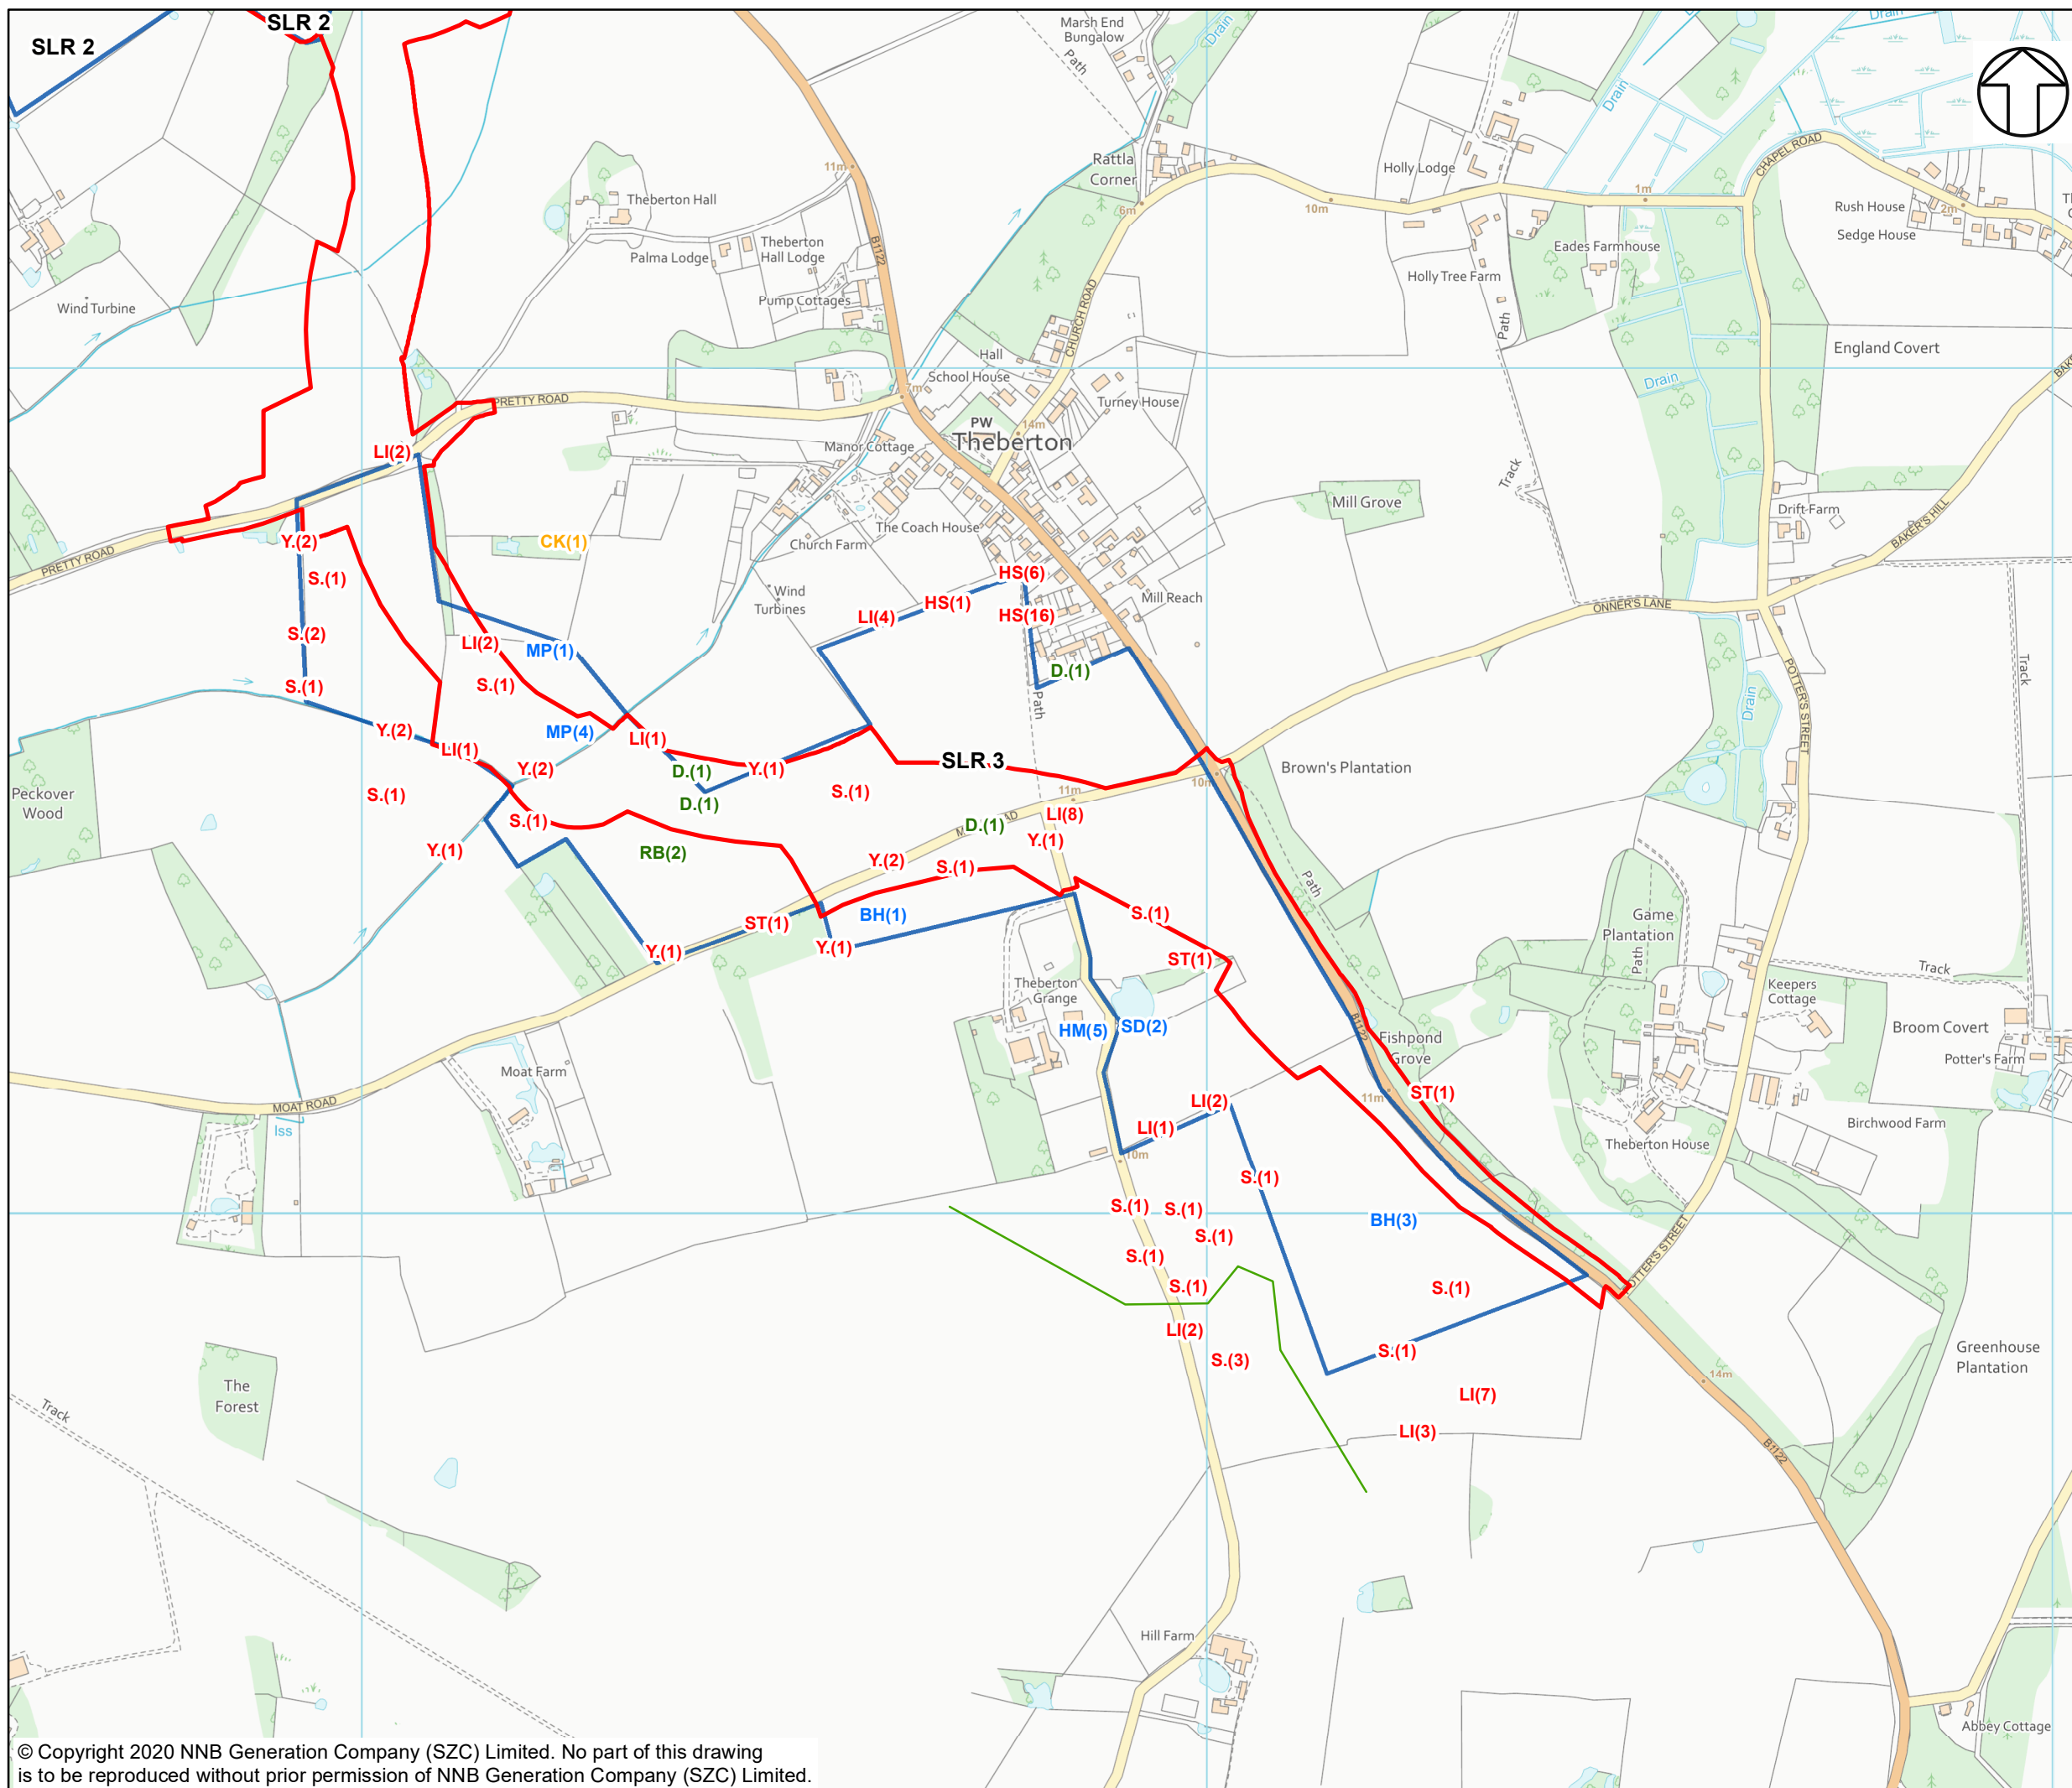 SLR 2
SLR 2
Marsh End
Bungalow
Path
Drain
Drain
Drain
CHAPEL ROAD
Rattla
Corner
Holly Lodge
11m
Theberton Hall
6m
10m
1m
Rush House
2m
Sedge House
Palma Lodge
Theberton
Hall Lodge
B1122
Eades Farmhouse
Holly Tree Farm
Wind Turbine
Pump Cottages
CHURCH ROAD
Path
England Covert
Hall
School House
Drain
PRETTY ROAD
7m
Turney House
PW
14m
Theberton
Manor Cottage
LI(2)
Track
Mill Grove
The Coach House
Drift Farm
BAKER'S HILL
Y.(2)
CK(1)
Church Farm
PRETTY ROAD
S.(1)
HS(6)
Wind
Turbines
HS(1)
Mill Reach
ONNER'S LANE
LI(4)
HS(16)
S.(2)
LI(2)
MP(1)
D.(1)
Track
POTTER'S STREET
S.(1)
S.(1)
Path
Drain
Y.(2)
MP(4)
LI(1)
LI(1)
SLR 3
Y.(2)
D.(1)
Y.(1)
Brown's Plantation
10m
Peckover
Wood
S.(1)
D.(1)
S.(1)
11m
LI(8)
S.(1)
D.(1)
Y.(1)
Y.(1)
RB(2)
Y.(2)
S.(1)
Path
BH(1)
S.(1)
Game
Plantation
ST(1)
Y.(1)
Y.(1)
ST(1)
Path
Track
Theberton
Grange
Keepers
Cottage
HM(5)
SD(2)
B1122
Fishpond
Grove
Broom Covert
Potter's Farm
Moat Farm
11m
ST(1)
MOAT ROAD
LI(2)
Iss
LI(1)
Birchwood Farm
Theberton House
10m
S.(1)
S.(1)
S.(1)
BH(3)
S.(1)
S.(1)
S.(1)
S.(1)
OTTER'S STREET
LI(2)
S.(1)
S.(3)
Greenhouse
Plantation
14m
The
Forest
LI(7)
Track
LI(3)
B1122
Hill Farm
Abbey Cottage
© Copyright 2020 NNB Generation Company (SZC) Limited. No part of this drawing
is to be reproduced without prior permission of NNB Generation Company (SZC) Limited.